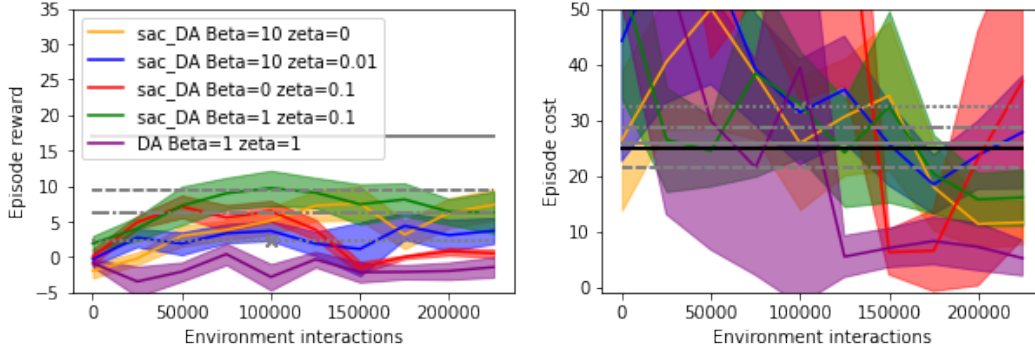 35
30
25
20
15
10
5
0
-5
Episode reward
sac_DA Beta=10 zeta=0
sac_DA Beta=10 zeta=0.01
sac_DA Beta=0 zeta=0.1
sac_DA Beta=1 zeta=0.1
DA Beta=1 zeta=1
0 50000 100000 150000 200000
Environment interactions
50
40
30
20
10
0
Episode cost
0 50000 100000 150000 200000
Environment interactions